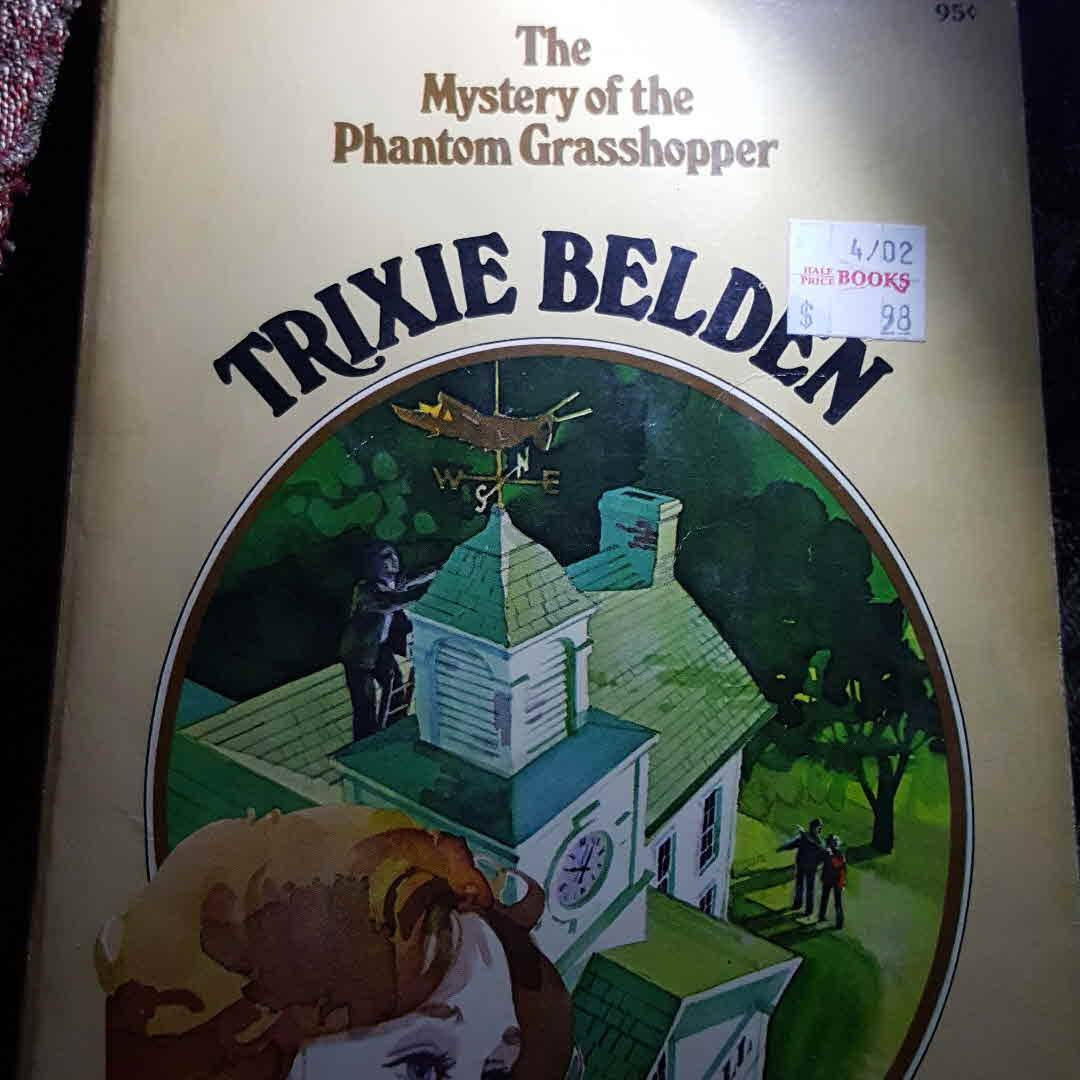 95¢
The
Mystery of the
Phantom Grasshopper
TRIXIE BELDEN
4/02
HALF
PRICE BOOKS
$ 98
N
W E
S